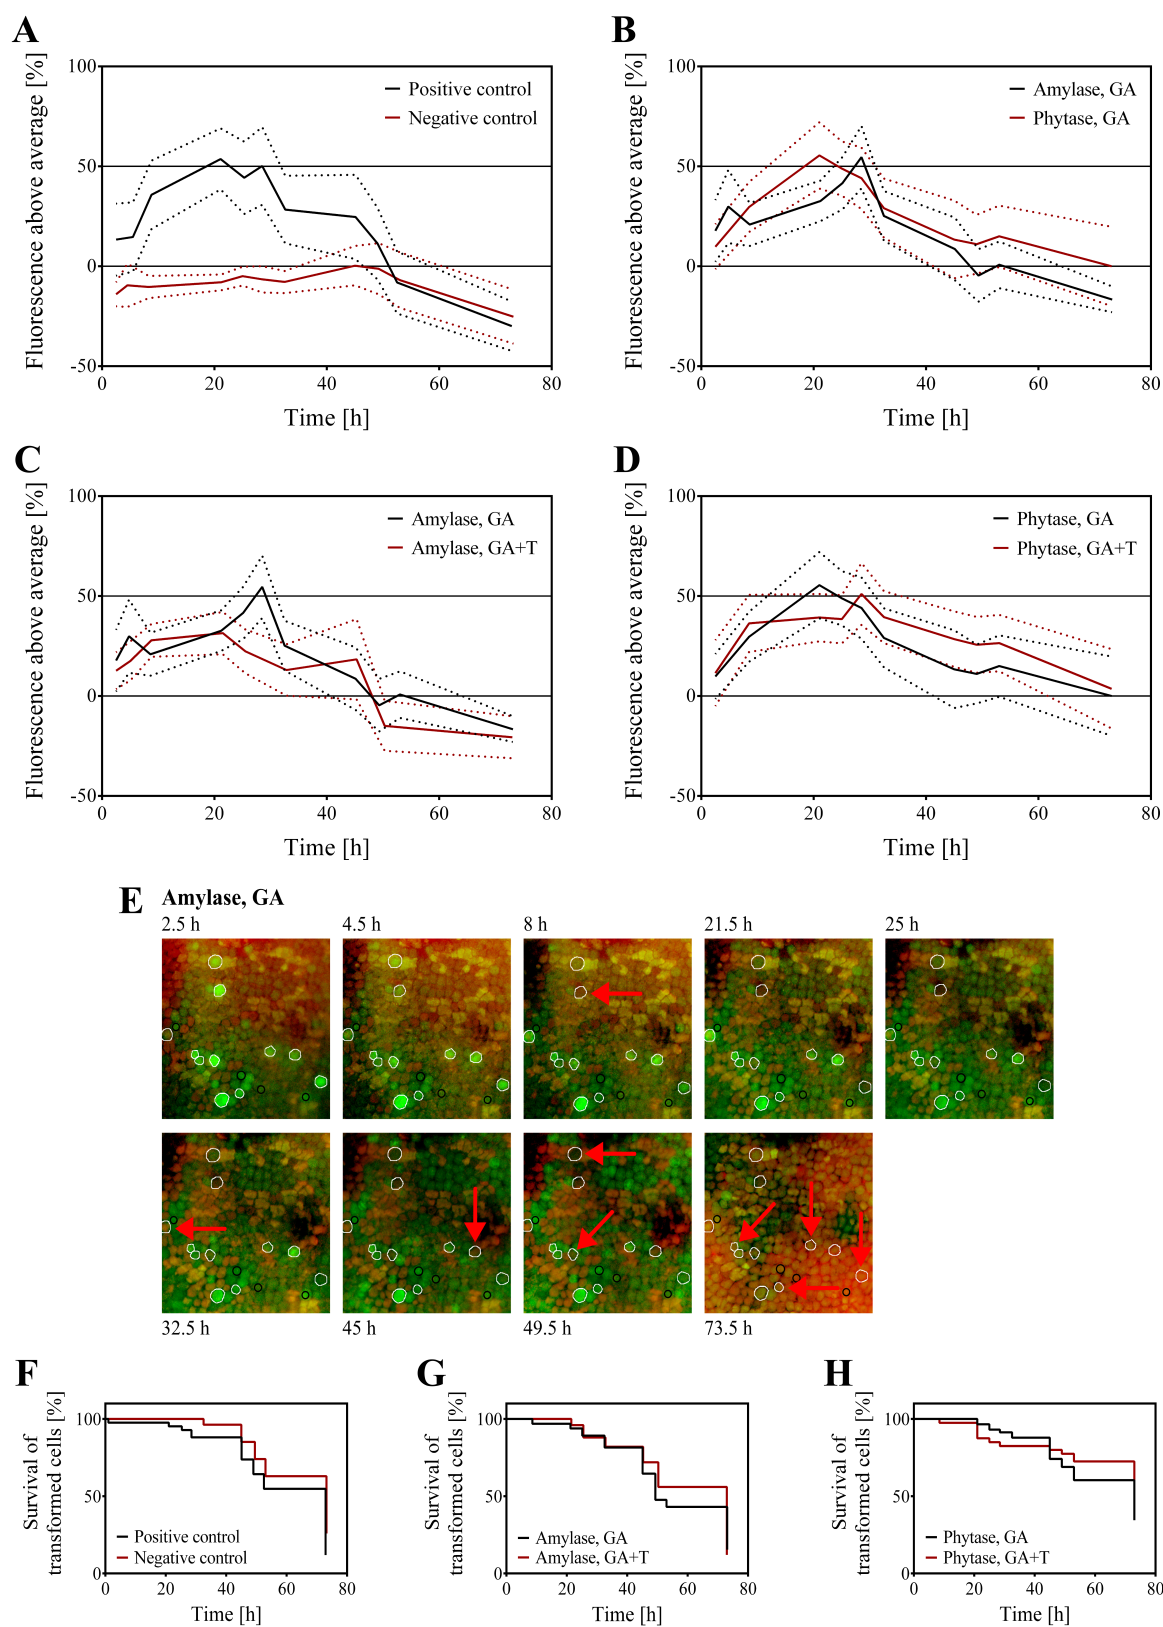 A
B
Fluorescence above average [%]
100
50
0
-50
0
20
40
60
80
Time [h]
Positive control
Negative control
Fluorescence above average [%]
100
50
0
-50
0
20
40
60
80
Time [h]
Amylase, GA
Phytase, GA
C
D
Fluorescence above average [%]
100
50
0
-50
0
20
40
60
80
Time [h]
Amylase, GA
Amylase, GA+T
Fluorescence above average [%]
100
50
0
-50
0
20
40
60
80
Time [h]
Phytase, GA
Phytase, GA+T
E
Amylase, GA
2.5 h
4.5 h
8 h
21.5 h
25 h
32.5 h
45 h
49.5 h
73.5 h
F
G
H
Survival of
transformed cells [%]
100
50
0
0
20
40
60
80
Time [h]
Positive control
Negative control
Survival of
transformed cells [%]
100
50
0
0
20
40
60
80
Time [h]
Amylase, GA
Amylase, GA+T
Survival of
transformed cells [%]
100
50
0
0
20
40
60
80
Time [h]
Phytase, GA
Phytase, GA+T